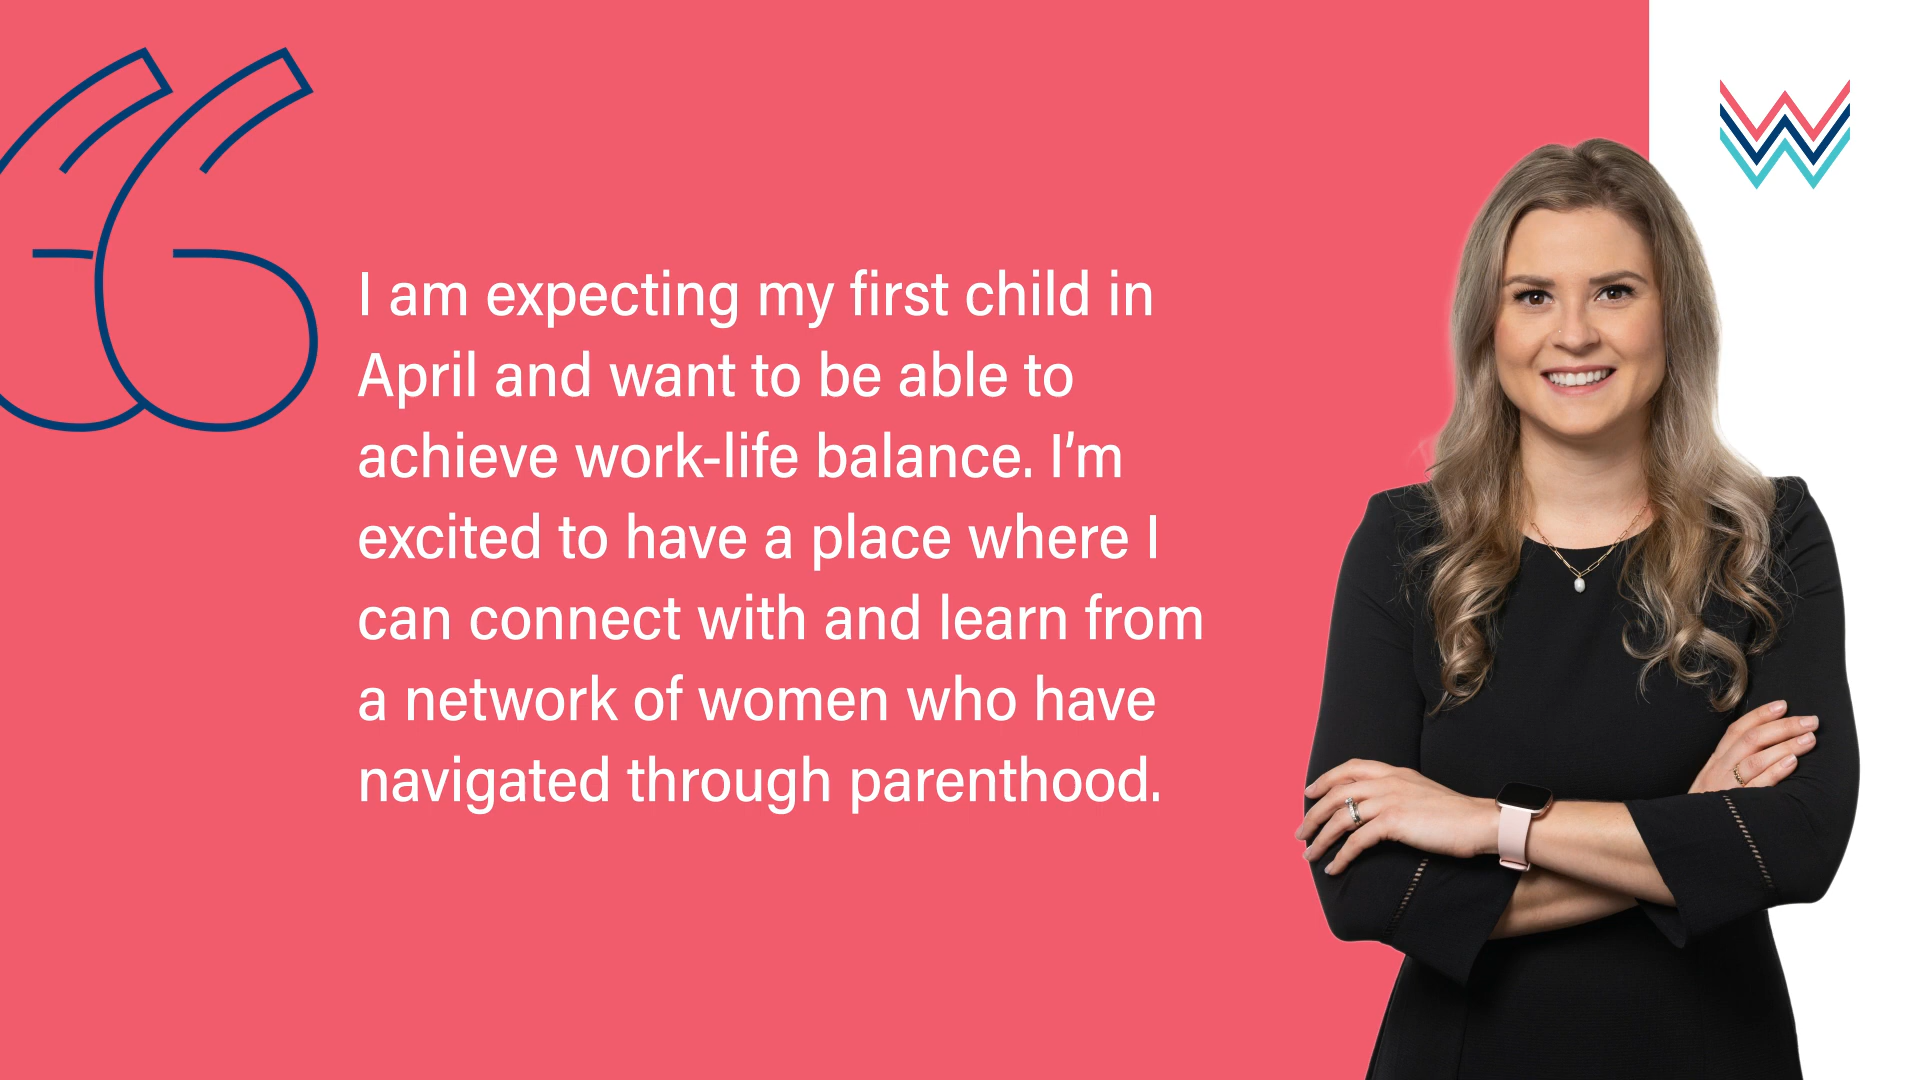 I am expecting my first child in
April and want to be able to
achieve work-life balance. I’m
excited to have a place where I
can connect with and learn from
a network of women who have
navigated through parenthood.